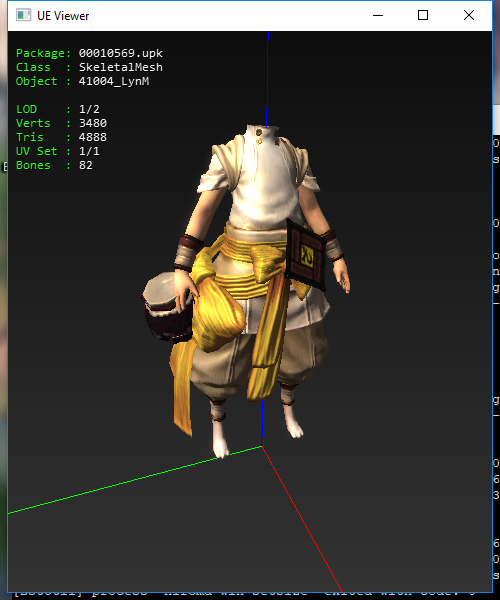 UE Viewer
Package: 00010569.upk
Class : SkeletalMesh
Object : 41004_LynM
LOD : 1/2
Verts : 3480
Tris : 4888
UV Set : 1/1
Bones : 82